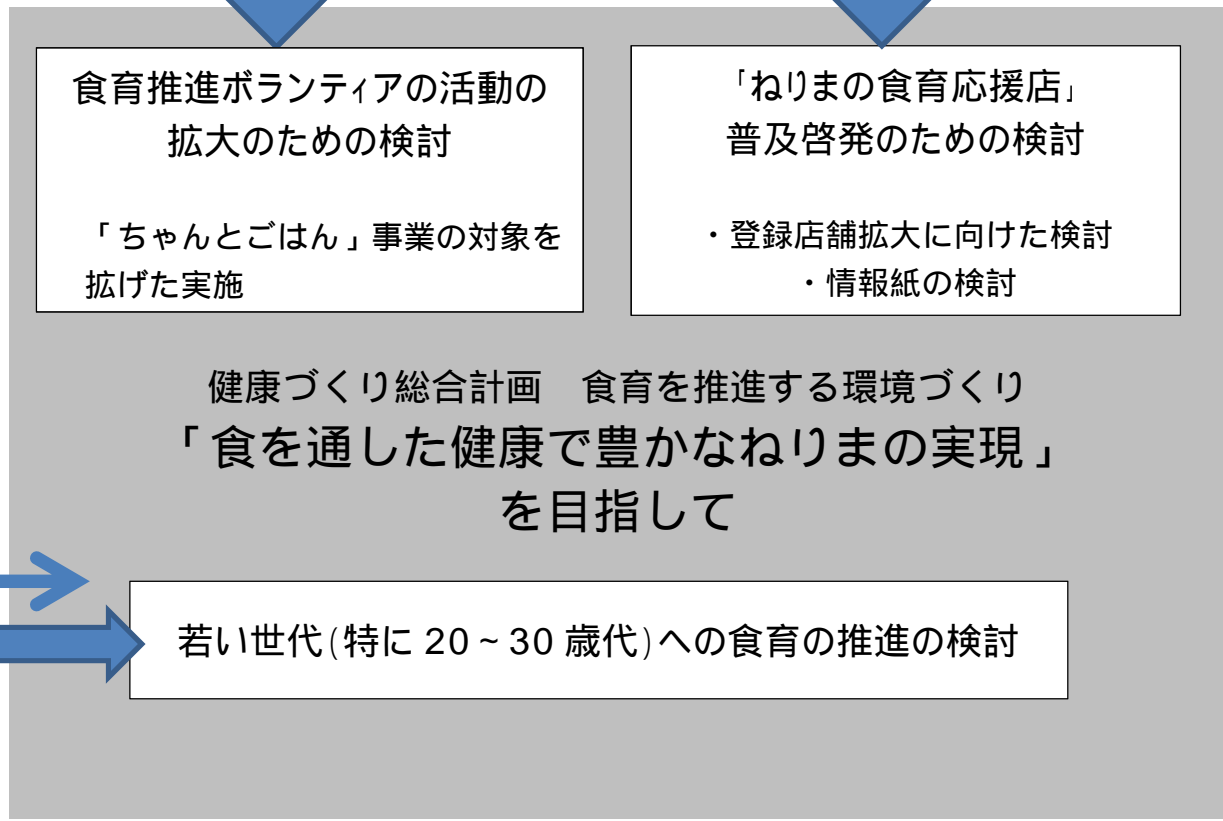 食育推進ボランティアの活動の
拡大のための検討
「ちゃんとごはん」事業の対象を
拡げた実施
「ねりまの食育応援店」
普及啓発のための検討
・登録店舗拡大に向けた検討
・情報紙の検討
健康づくり総合計画　食育を推進する環境づくり
「食を通した健康で豊かなねりまの実現」
を目指して
若い世代(特に 20～30 歳代)への食育の推進の検討